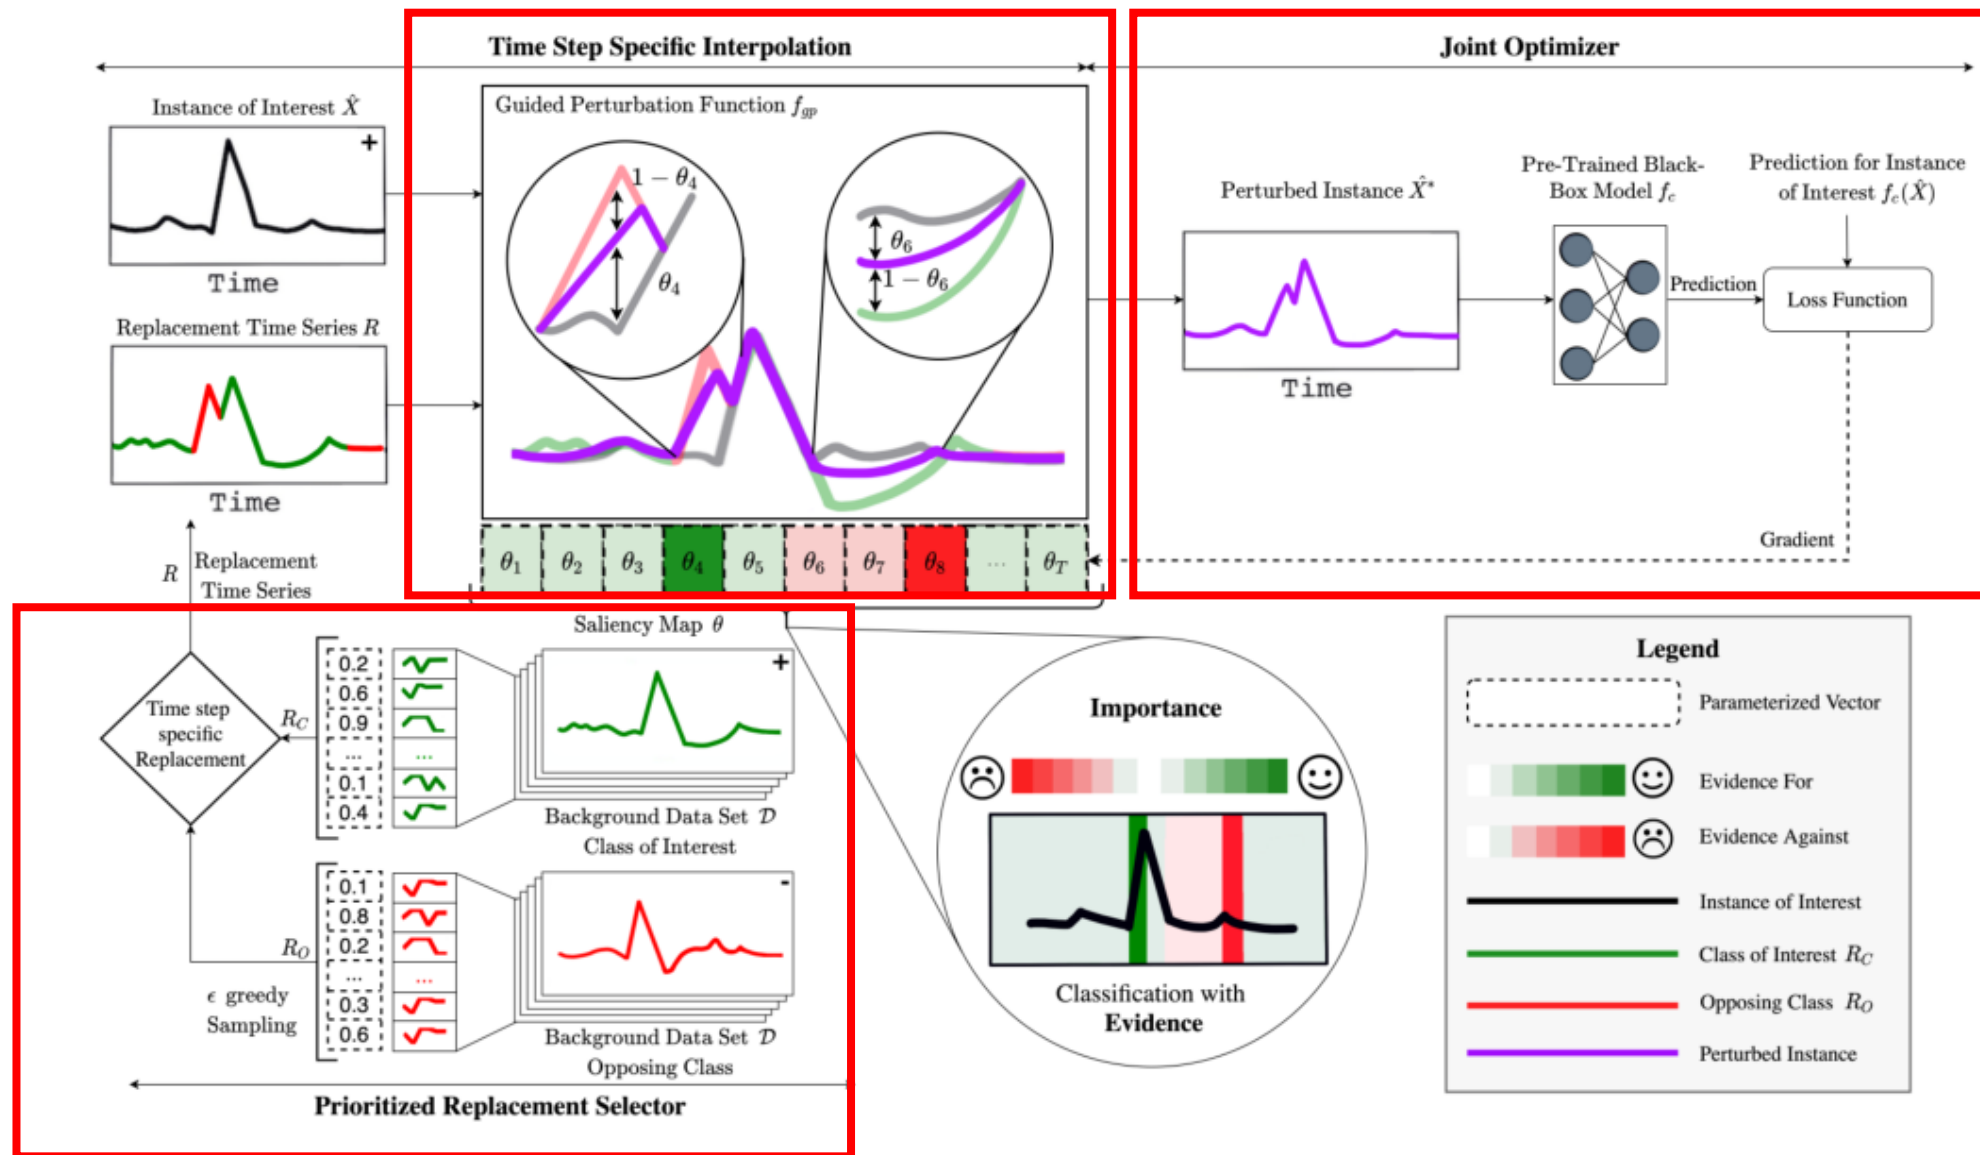 Time Step Specific Interpolation
Joint Optimizer
Instance of Interest X̂
+
Time
Replacement Time Series R
Time
Guided Perturbation Function f_gp
1 − θ₄
θ₄
θ₆
1 − θ₆
Perturbed Instance X̂*
Time
Pre-Trained Black-
Box Model f_c
Prediction
Prediction for Instance
of Interest f_c(X̂)
Loss Function
Gradient
θ₁ θ₂ θ₃ θ₄ θ₅ θ₆ θ₇ θ₈ ... θ_T
Saliency Map θ
R
Replacement
Time Series
Time step
specific
Replacement
R_C
0.2
0.6
0.9
...
...
0.1
0.4
+
Background Data Set 𝒟
Class of Interest
R_O
ϵ greedy
Sampling
0.1
0.8
0.2
...
...
0.3
0.6
-
Background Data Set 𝒟
Opposing Class
Prioritized Replacement Selector
Importance
Classification with
Evidence
Legend
Parameterized Vector
Evidence For
Evidence Against
Instance of Interest
Class of Interest R_C
Opposing Class R_O
Perturbed Instance